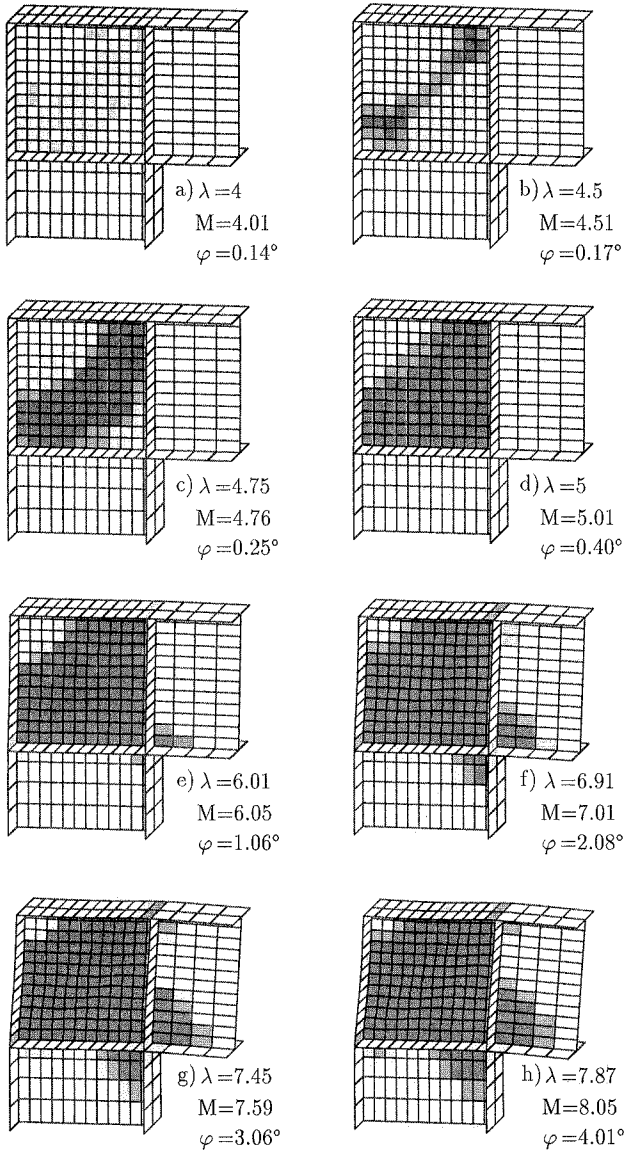 a) λ=4
M=4.01
φ=0.14°
b) λ=4.5
M=4.51
φ=0.17°
c) λ=4.75
M=4.76
φ=0.25°
d) λ=5
M=5.01
φ=0.40°
e) λ=6.01
M=6.05
φ=1.06°
f) λ=6.91
M=7.01
φ=2.08°
g) λ=7.45
M=7.59
φ=3.06°
h) λ=7.87
M=8.05
φ=4.01°